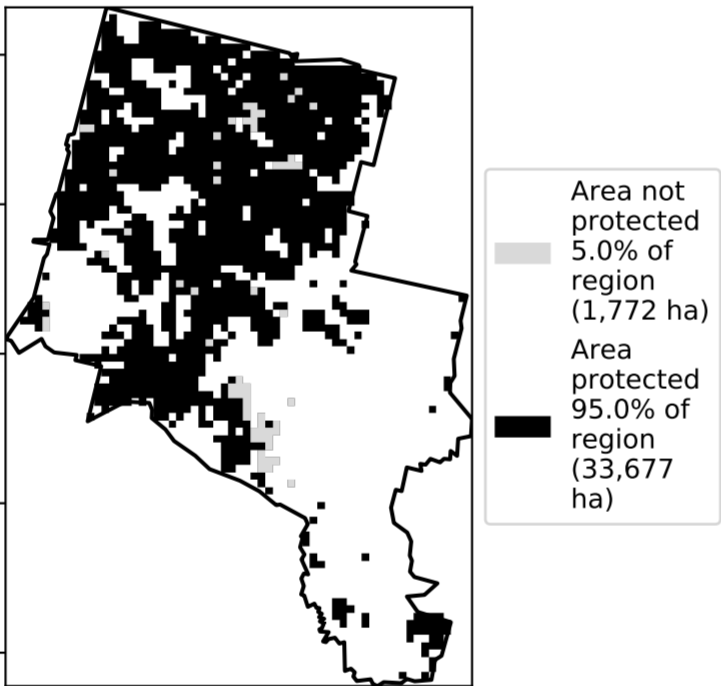 Area not
protected
5.0% of
region
(1,772 ha)
Area
protected
95.0% of
region
(33,677
ha)